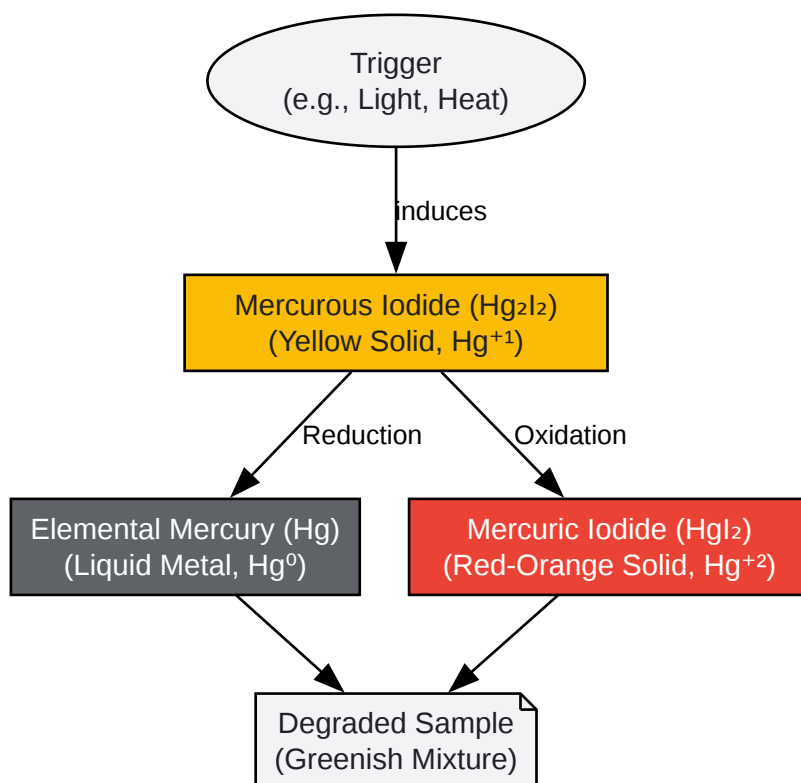 Trigger
(e.g., Light, Heat)
induces
Mercurous Iodide (Hg₂I₂)
(Yellow Solid, Hg⁺¹)
Reduction
Oxidation
Elemental Mercury (Hg)
(Liquid Metal, Hg⁰)
Mercuric Iodide (HgI₂)
(Red-Orange Solid, Hg⁺²)
Degraded Sample
(Greenish Mixture)